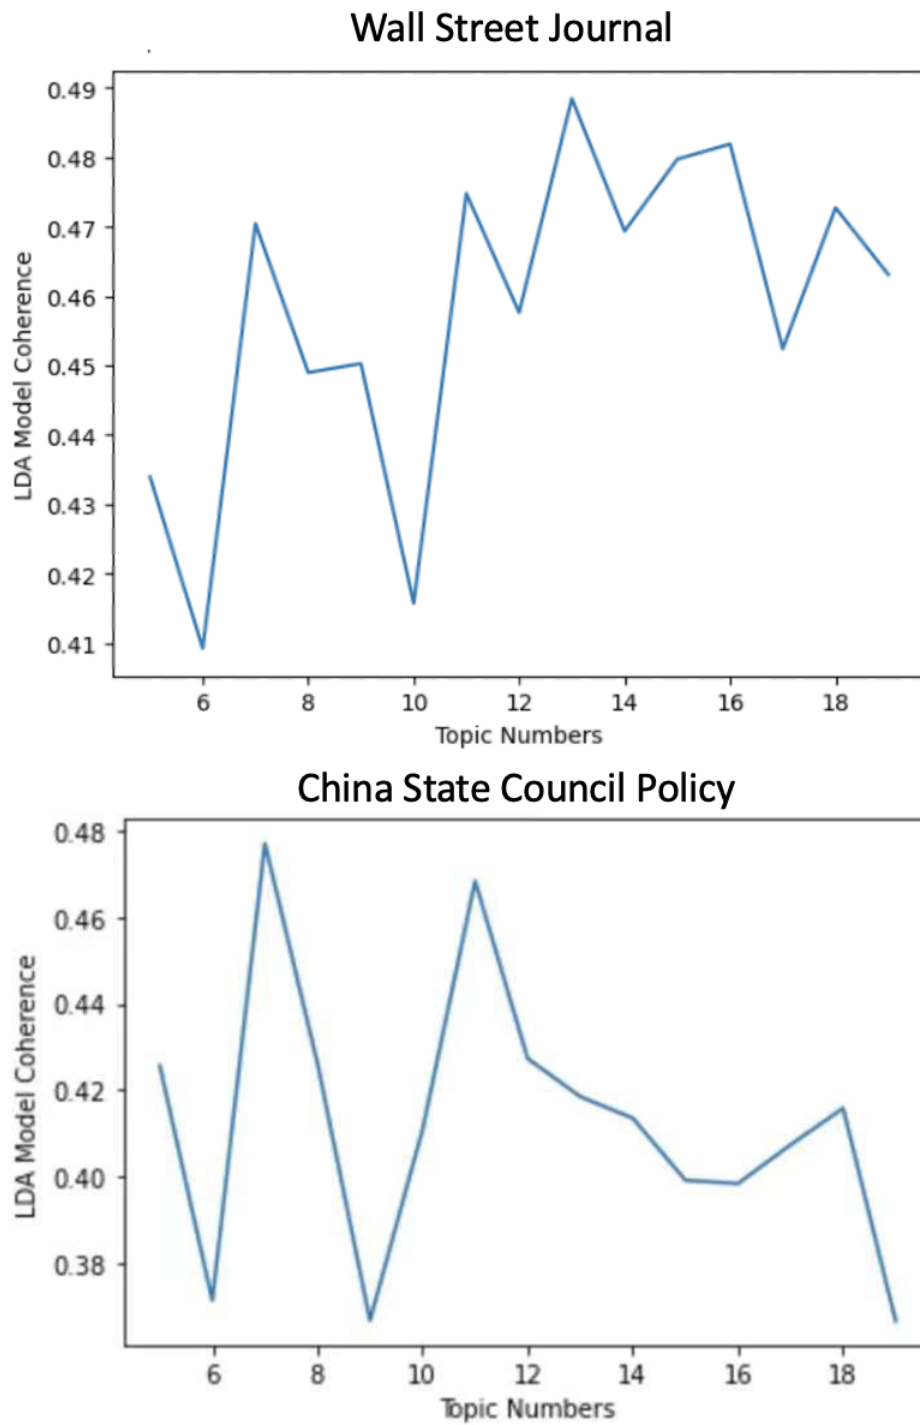 Wall Street Journal
0.49
0.48
0.47
0.46
0.45
0.44
0.43
0.42
0.41
LDA Model Coherence
6 8 10 12 14 16 18
Topic Numbers
China State Council Policy
0.48
0.46
0.44
0.42
0.40
0.38
LDA Model Coherence
6 8 10 12 14 16 18
Topic Numbers